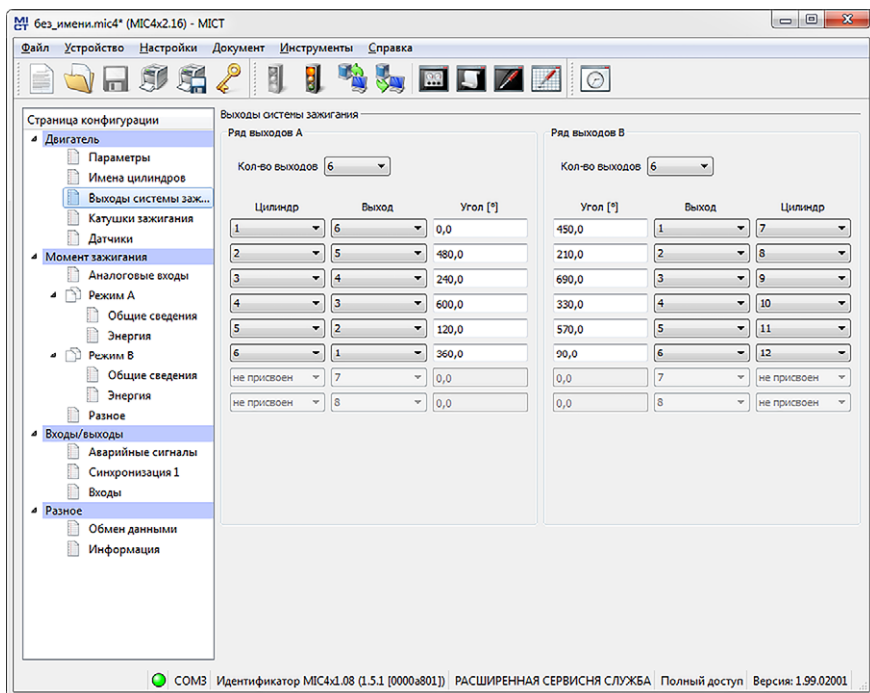 MI CT без_имени.mic4* (MIC4x2.16) - MICT
Файл Устройство Настройки Документ Инструменты Справка
Страница конфигурации
Двигатель
Параметры
Имена цилиндров
Выходы системы заж...
Катушки зажигания
Датчики
Момент зажигания
Аналоговые входы
Режим A
Общие сведения
Энергия
Режим B
Общие сведения
Энергия
Разное
Входы/выходы
Аварийные сигналы
Синхронизация 1
Входы
Разное
Обмен данными
Информация
Выходы системы зажигания
Ряд выходов A
Кол-во выходов 6
Цилиндр Выход Угол [°]
1 6 0,0
2 5 480,0
3 4 240,0
4 3 600,0
5 2 120,0
6 1 360,0
не присвоен 7 0,0
не присвоен 8 0,0
Ряд выходов B
Кол-во выходов 6
Угол [°] Выход Цилиндр
450,0 1 7
210,0 2 8
690,0 3 9
330,0 4 10
570,0 5 11
90,0 6 12
0,0 7 не присвоен
0,0 8 не присвоен
COM3 Идентификатор MIC4x1.08 (1.5.1 [0000a801]) РАСШИРЕННАЯ СЕРВИСНЯ СЛУЖБА Полный доступ Версия: 1.99.02001